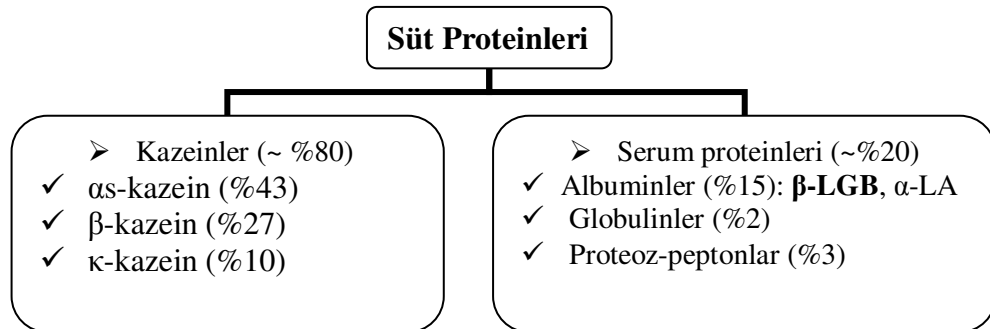 Süt Proteinleri
➢ Kazeinler (~ %80)
✓ αs-kazein (%43)
✓ β-kazein (%27)
✓ κ-kazein (%10)
➢ Serum proteinleri (~%20)
✓ Albuminler (%15): β-LGB, α-LA
✓ Globulinler (%2)
✓ Proteoz-peptonlar (%3)